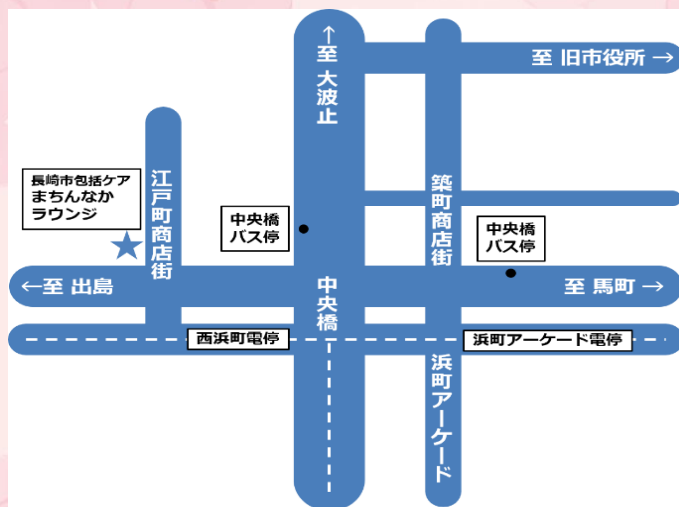 ↑至 大波止
至 旧市役所 →
長崎市包括ケア
まちんなか
ラウンジ
江戸町商店街
中央橋
バス停
築町商店街
中央橋
バス停
←至 出島
中央橋
至 馬町 →
西浜町電停
浜町アーケード電停
浜町アーケード